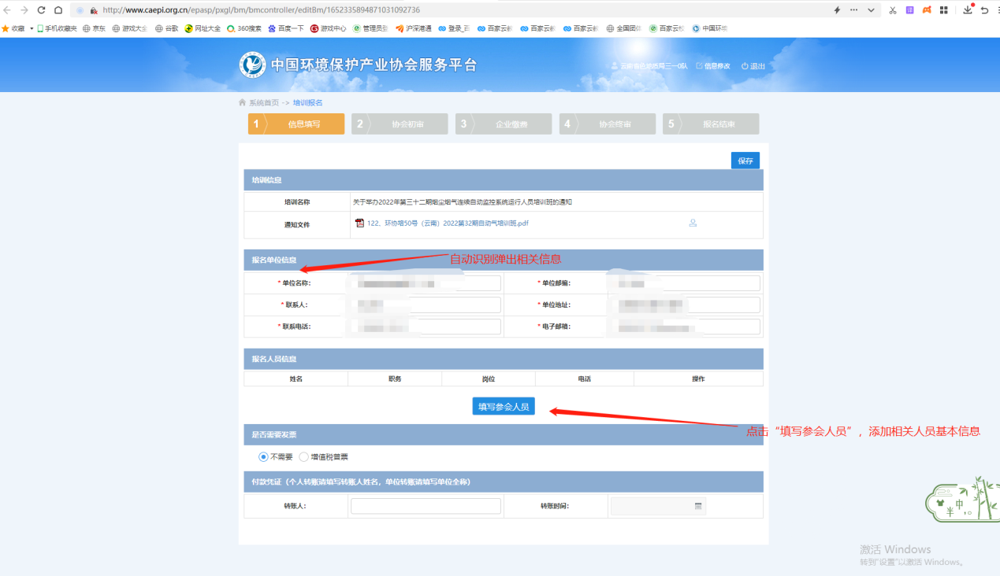 http://www.caepi.org.cn/epasp/pxgl/bm/bmcontroller/editBm/1652335894871031092736
收藏 手机收藏夹 京东 游戏大全 谷歌 网址大全 360搜索 百度一下 游戏中心 管理员登 沪深港通 登录_百 百家云 百家云 百家云 全国团体 百家云 中国环境
中国环境保护产业协会服务平台
信息修改 退出
系统首页 -> 培训报名
1 信息填写 2 协会初审 3 企业缴费 4 协会终审 5 报名结束
保存
培训信息
培训名称 关于举办2022年第三十二期烟尘烟气连续自动监控系统运行人员培训班的通知
通知文件 122、环协培50号（云南）2022第32期自动气培训班.pdf
自动识别弹出相关信息
报名单位信息
* 单位名称: * 单位邮编:
* 联系人: * 单位地址:
* 联系电话: * 电子邮箱:
报名人员信息
姓名 职务 岗位 电话 操作
填写参会人员
点击“填写参会人员”，添加相关人员基本信息
是否需要发票
不需要 增值税普票
付款凭证（个人转账请填写转账人姓名，单位转账请填写单位全称）
转账人: 转账时间:
中
半
激活 Windows
转到"设置"以激活 Windows。